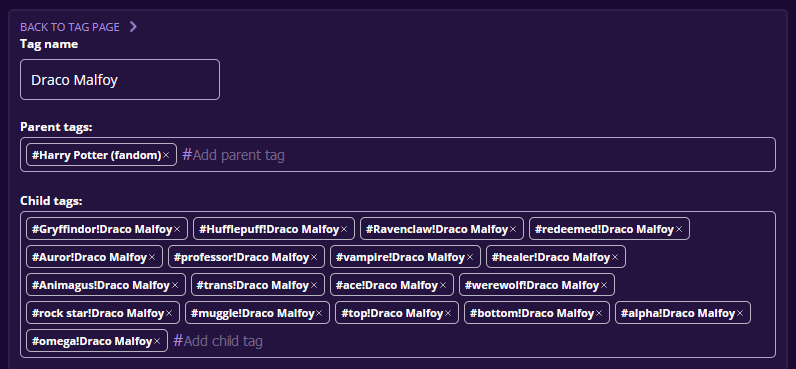 BACK TO TAG PAGE
Tag name
Draco Malfoy
Parent tags:
#Harry Potter (fandom)× #Add parent tag
Child tags:
#Gryffindor!Draco Malfoy× #Hufflepuff!Draco Malfoy× #Ravenclaw!Draco Malfoy× #redeemed!Draco Malfoy×
#Auror!Draco Malfoy× #professor!Draco Malfoy× #vampire!Draco Malfoy× #healer!Draco Malfoy×
#Animagus!Draco Malfoy× #trans!Draco Malfoy× #ace!Draco Malfoy× #werewolf!Draco Malfoy×
#rock star!Draco Malfoy× #muggle!Draco Malfoy× #top!Draco Malfoy× #bottom!Draco Malfoy× #alpha!Draco Malfoy×
#omega!Draco Malfoy× #Add child tag